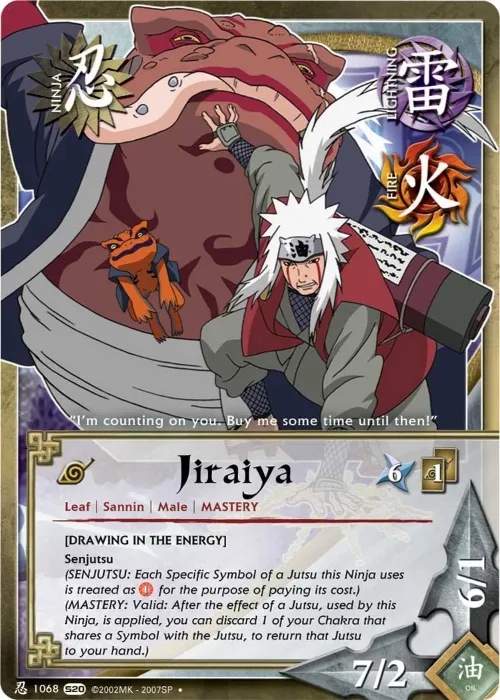 忍
NINJA
雷
LIGHTNING
火
FIRE
油
"I'm counting on you. Buy me some time until then!"
Jiraiya
6
1
Leaf | Sannin | Male | MASTERY
[DRAWING IN THE ENERGY]
Senjutsu
(SENJUTSU: Each Specific Symbol of a Jutsu this Ninja uses
is treated as 1 for the purpose of paying its cost.)
(MASTERY: Valid: After the effect of a Jutsu, used by this
Ninja, is applied, you can discard 1 of your Chakra that
shares a Symbol with the Jutsu, to return that Jutsu
to your hand.)
6/1
7/2
油
OIL
忍 1068 S20 ©2002MK - 2007SP